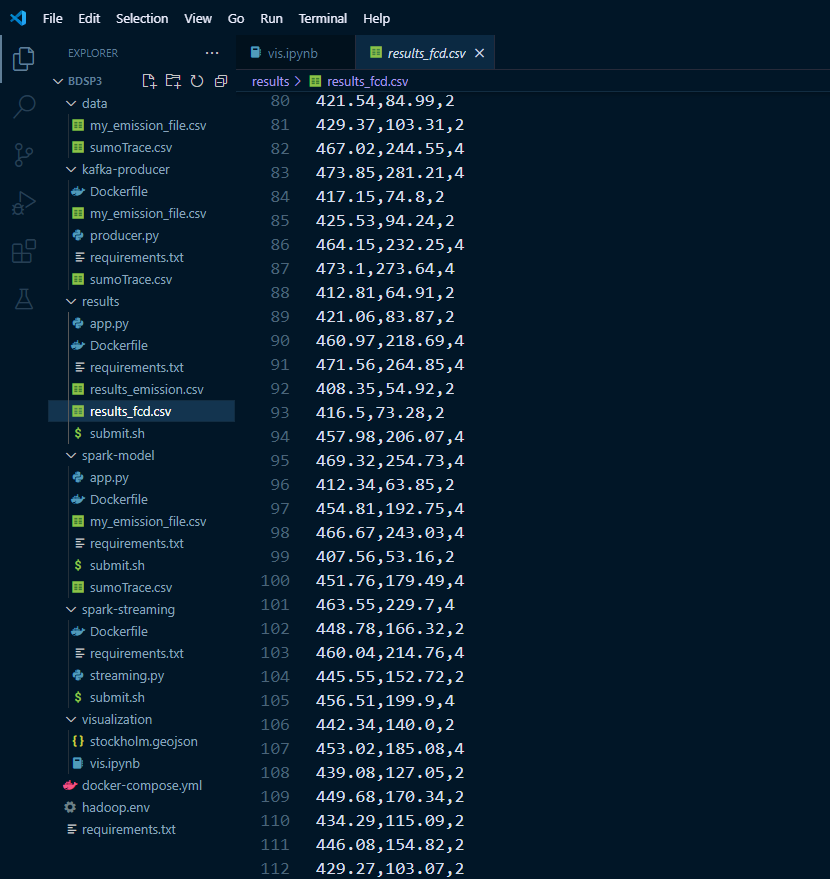 File Edit Selection View Go Run Terminal Help
EXPLORER
BDSP3
data
my_emission_file.csv
sumoTrace.csv
kafka-producer
Dockerfile
my_emission_file.csv
producer.py
requirements.txt
sumoTrace.csv
results
app.py
Dockerfile
requirements.txt
results_emission.csv
results_fcd.csv
submit.sh
spark-model
app.py
Dockerfile
my_emission_file.csv
requirements.txt
submit.sh
sumoTrace.csv
spark-streaming
Dockerfile
requirements.txt
streaming.py
submit.sh
visualization
stockholm.geojson
vis.ipynb
docker-compose.yml
hadoop.env
requirements.txt
vis.ipynb results_fcd.csv
results > results_fcd.csv
80 421.54,84.99,2
81 429.37,103.31,2
82 467.02,244.55,4
83 473.85,281.21,4
84 417.15,74.8,2
85 425.53,94.24,2
86 464.15,232.25,4
87 473.1,273.64,4
88 412.81,64.91,2
89 421.06,83.87,2
90 460.97,218.69,4
91 471.56,264.85,4
92 408.35,54.92,2
93 416.5,73.28,2
94 457.98,206.07,4
95 469.32,254.73,4
96 412.34,63.85,2
97 454.81,192.75,4
98 466.67,243.03,4
99 407.56,53.16,2
100 451.76,179.49,4
101 463.55,229.7,4
102 448.78,166.32,2
103 460.04,214.76,4
104 445.55,152.72,2
105 456.51,199.9,4
106 442.34,140.0,2
107 453.02,185.08,4
108 439.08,127.05,2
109 449.68,170.34,2
110 434.29,115.09,2
111 446.08,154.82,2
112 429.27,103.07,2